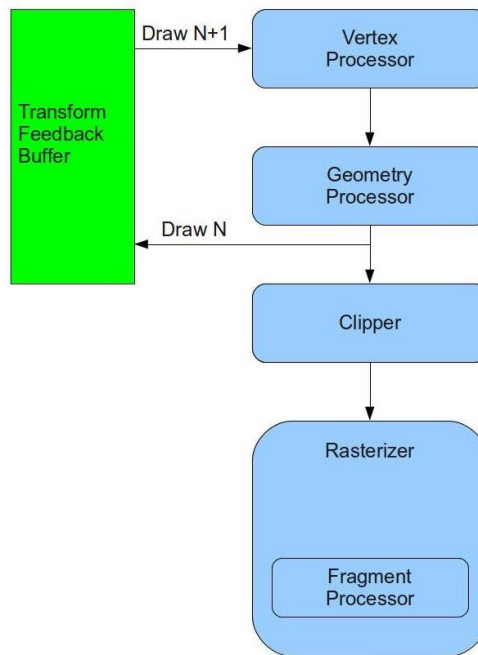 Draw N+1
Vertex
Processor
Transform
Feedback
Buffer
Geometry
Processor
Draw N
Clipper
Rasterizer
Fragment
Processor